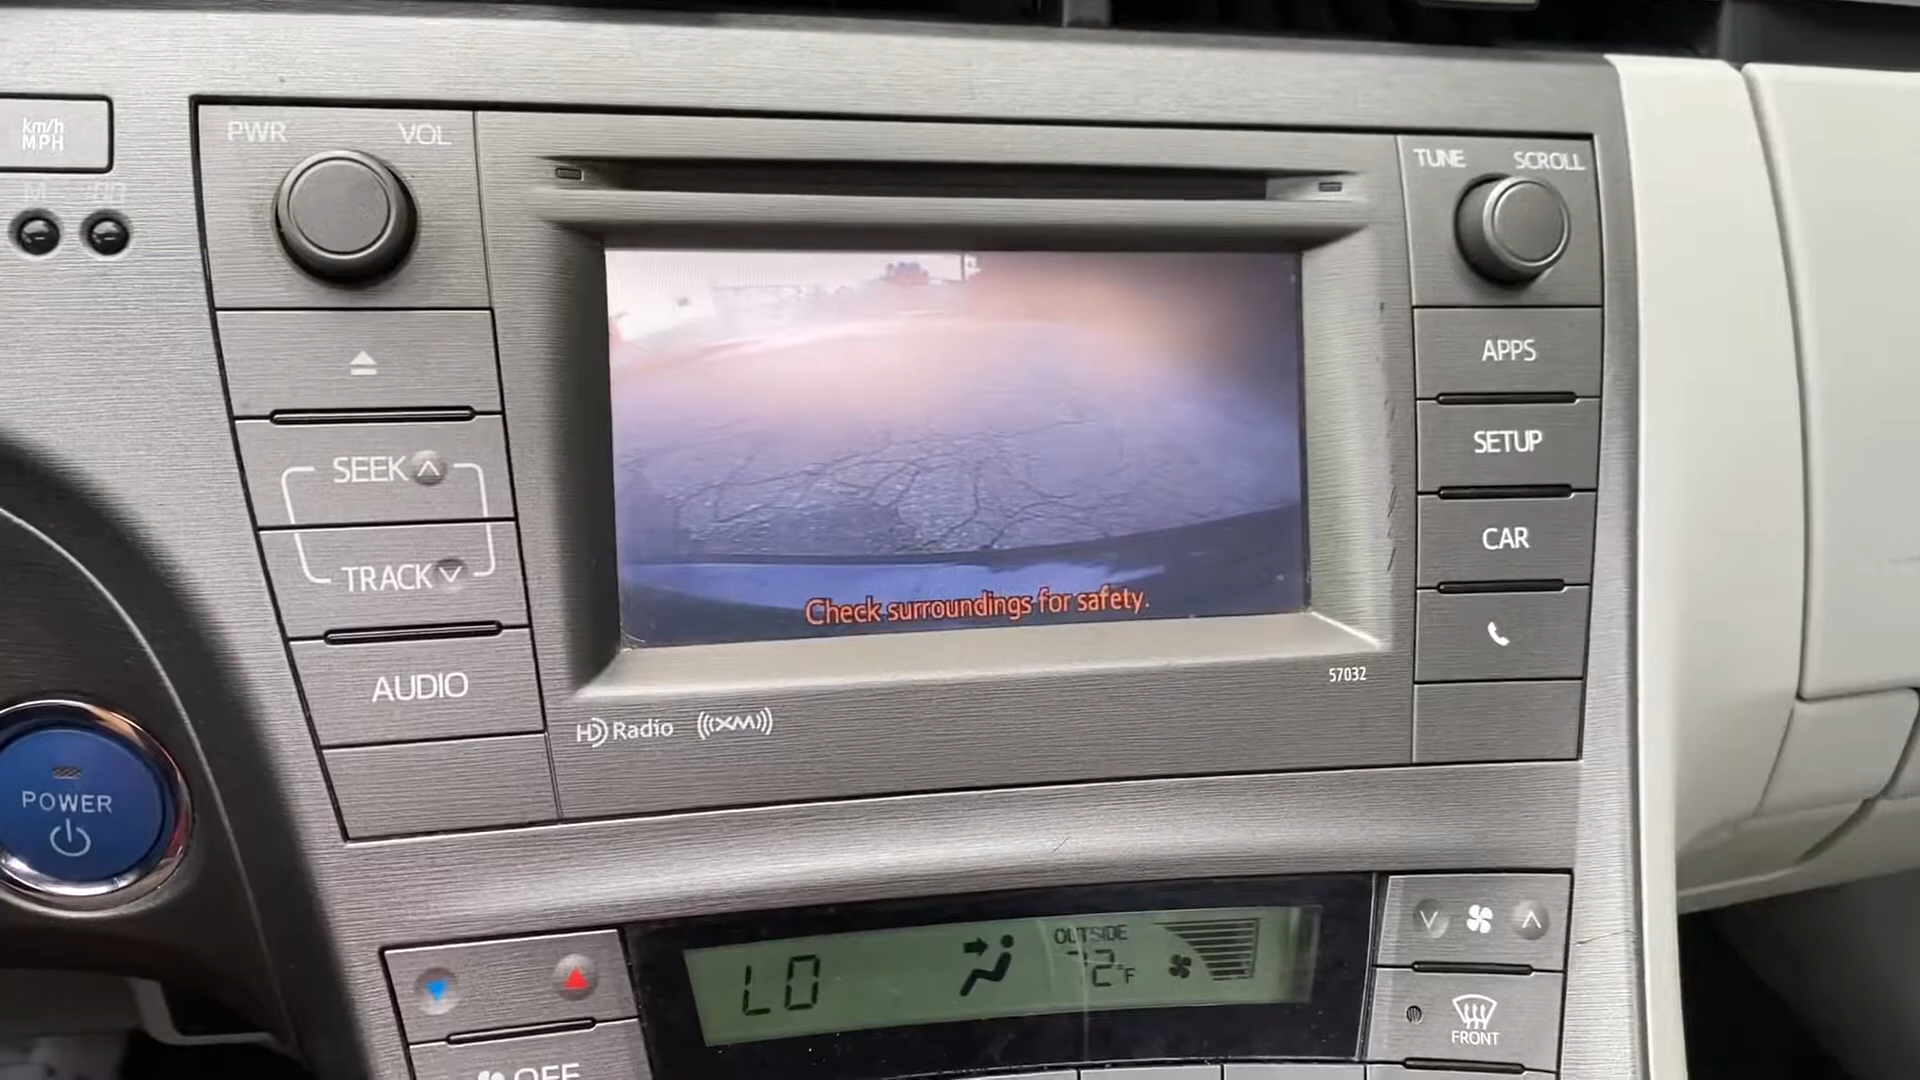 km/h
MPH
PWR VOL
TUNE SCROLL
APPS
SEEK
SETUP
TRACK
CAR
Check surroundings for safety.
AUDIO
57032
HD Radio
((XM))
POWER
LO
OUTSIDE
72°F
FRONT
OFF